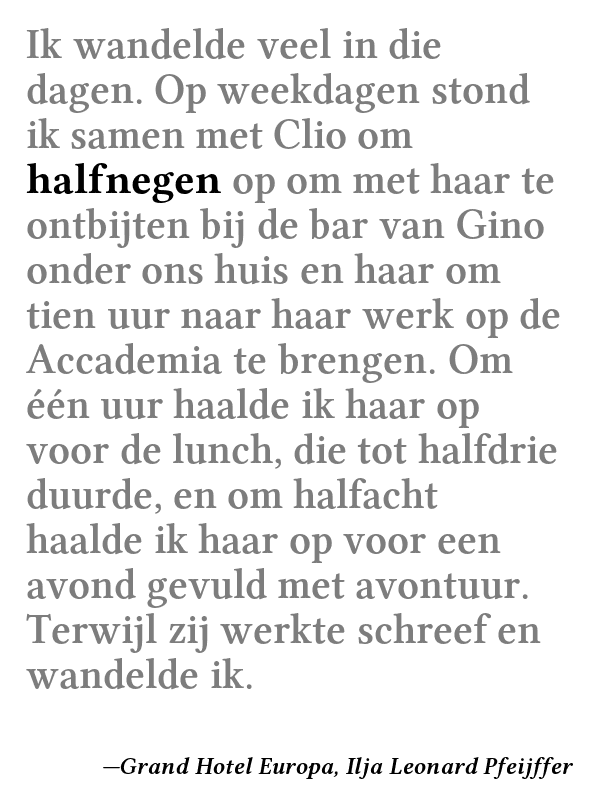 Ik wandelde veel in die
dagen. Op weekdagen stond
ik samen met Clio om
halfnegen op om met haar te
ontbijten bij de bar van Gino
onder ons huis en haar om
tien uur naar haar werk op de
Accademia te brengen. Om
één uur haalde ik haar op
voor de lunch, die tot halfdrie
duurde, en om halfacht
haalde ik haar op voor een
avond gevuld met avontuur.
Terwijl zij werkte schreef en
wandelde ik.
—Grand Hotel Europa, Ilja Leonard Pfeijffer